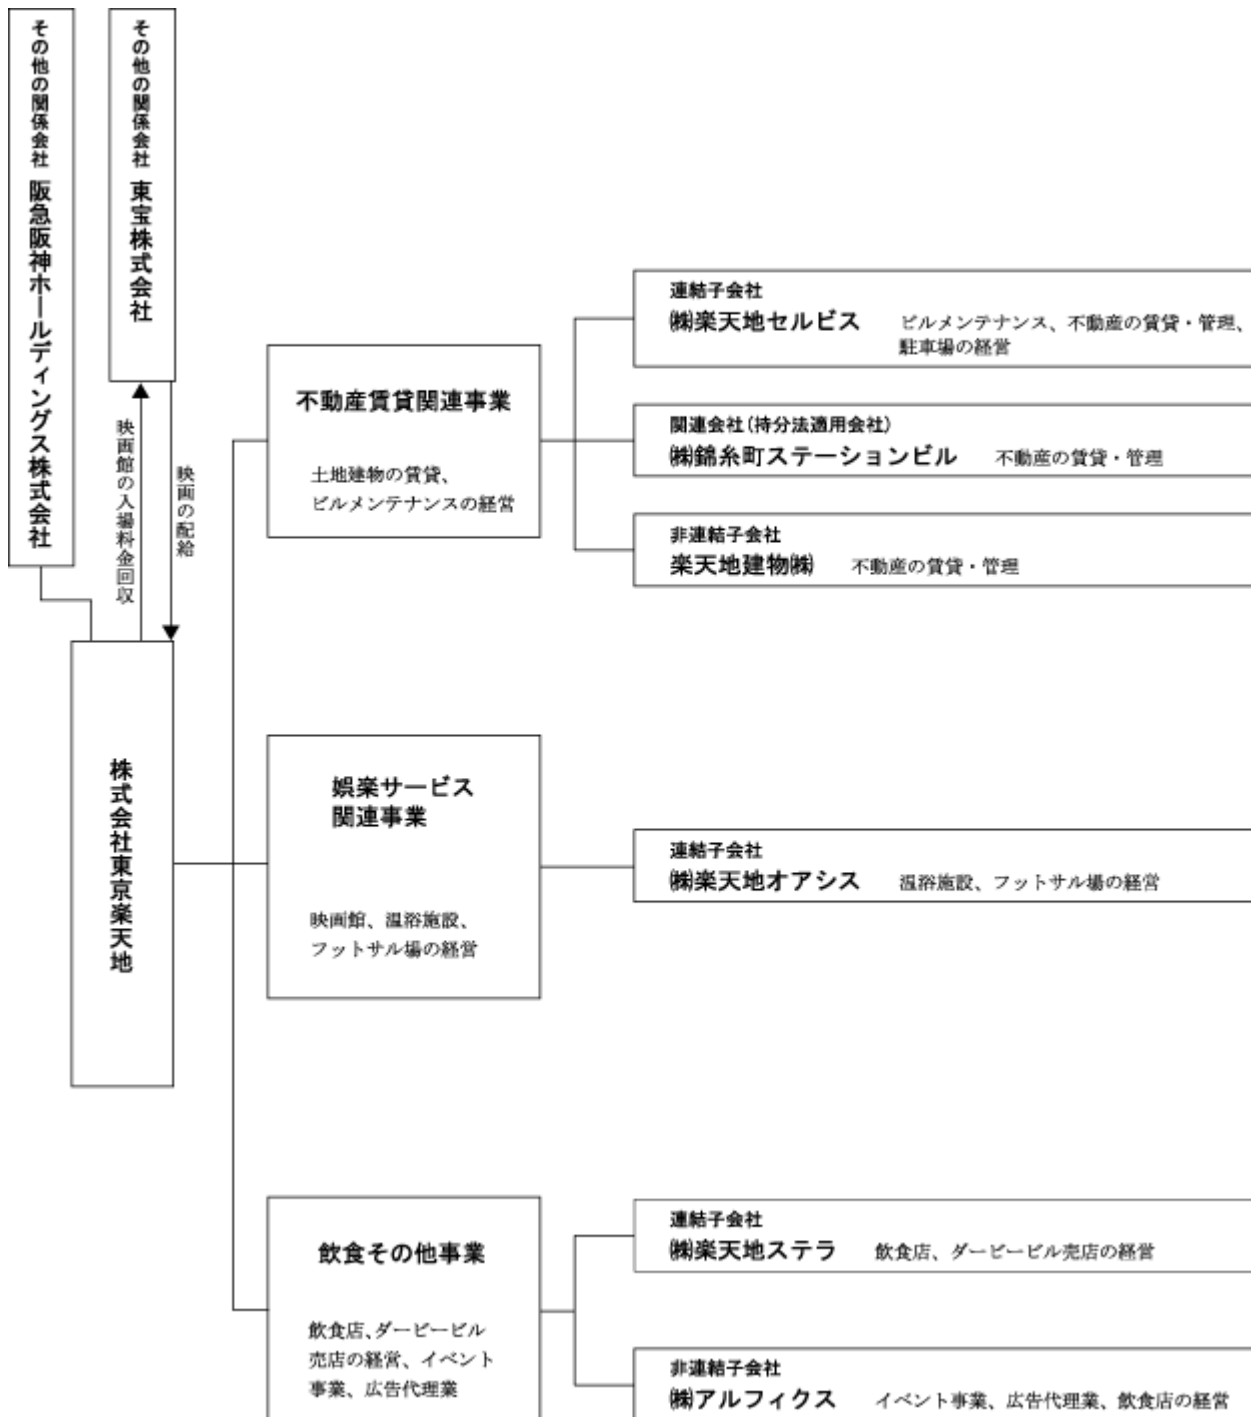 その他の関係会社 阪急阪神ホールディングス株式会社
その他の関係会社 東宝株式会社
映画館の入場料金回収
映画の配給
株式会社東京楽天地
不動産賃貸関連事業
土地建物の賃貸、
ビルメンテナンスの経営
連結子会社
㈱楽天地セルビス ビルメンテナンス、不動産の賃貸・管理、
駐車場の経営
関連会社(持分法適用会社)
㈱錦糸町ステーションビル 不動産の賃貸・管理
非連結子会社
楽天地建物㈱ 不動産の賃貸・管理
娯楽サービス
関連事業
映画館、温浴施設、
フットサル場の経営
連結子会社
㈱楽天地オアシス 温浴施設、フットサル場の経営
飲食その他事業
飲食店、ダービービル
売店の経営、イベント
事業、広告代理業
連結子会社
㈱楽天地ステラ 飲食店、ダービービル売店の経営
非連結子会社
㈱アルフィクス イベント事業、広告代理業、飲食店の経営